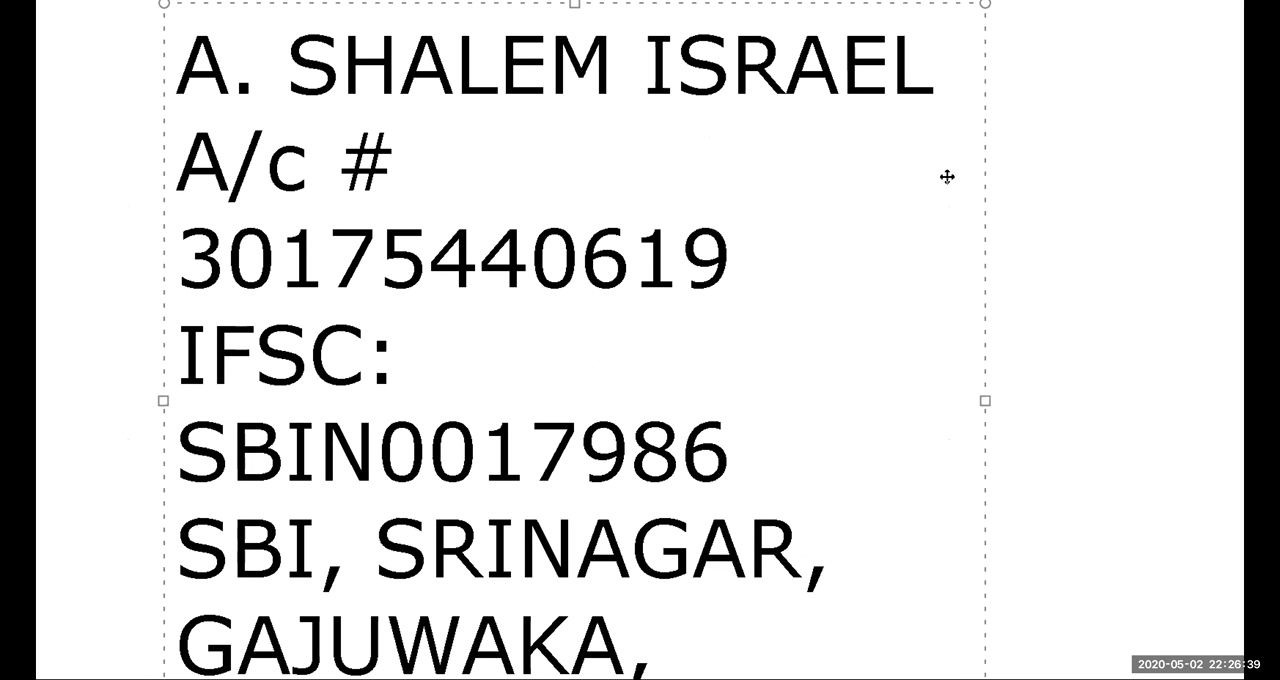 A. SHALEM ISRAEL
A/c #
30175440619
IFSC:
SBIN0017986
SBI, SRINAGAR,
GAJUWAKA,
2020-05-02 22:26:39